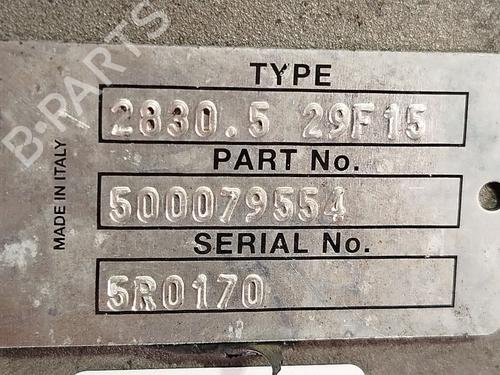 TYPE
2830.5 29F15
PART No.
500079554
SERIAL No.
5R0170
MADE IN ITALY
B-PARTS